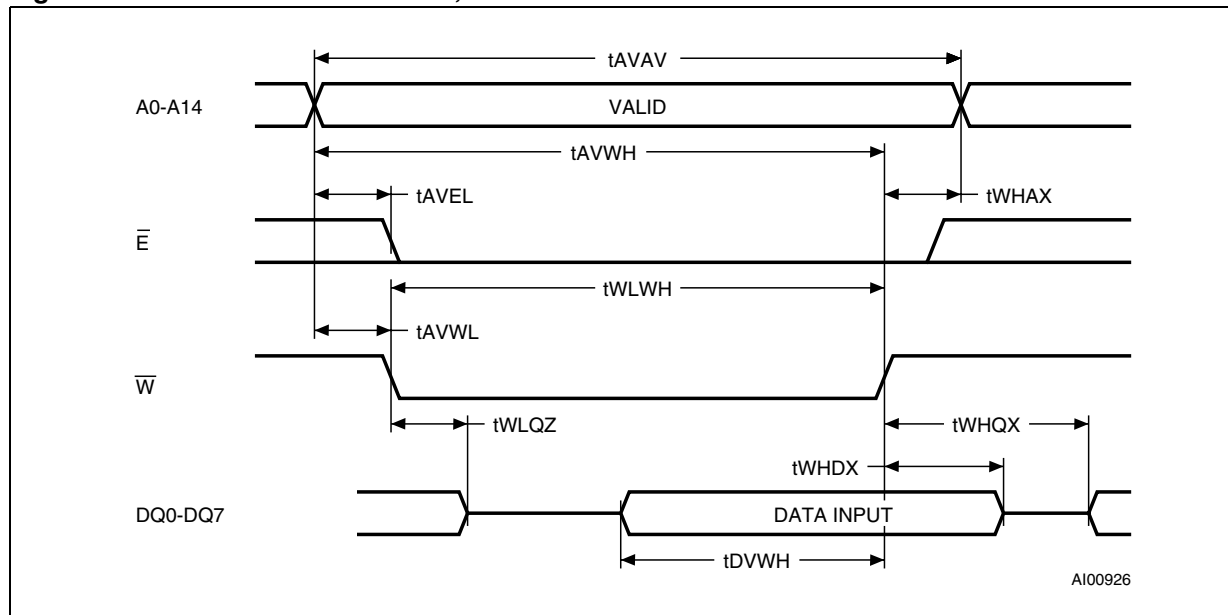 tAVAV
A0-A14
VALID
tAVWH
tAVEL
tWHAX
E̅
tWLWH
tAVWL
W̅
tWLQZ
tWHQX
tWHDX
DQ0-DQ7
DATA INPUT
tDVWH
AI00926